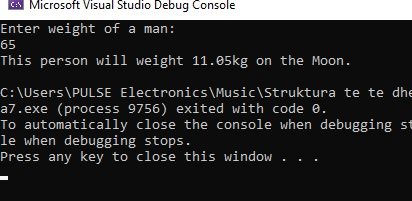 Microsoft Visual Studio Debug Console
Enter weight of a man:
65
This person will weight 11.05kg on the Moon.
C:\Users\PULSE Electronics\Music\Struktura te te dhe
a7.exe (process 9756) exited with code 0.
To automatically close the console when debugging st
le when debugging stops.
Press any key to close this window . . .